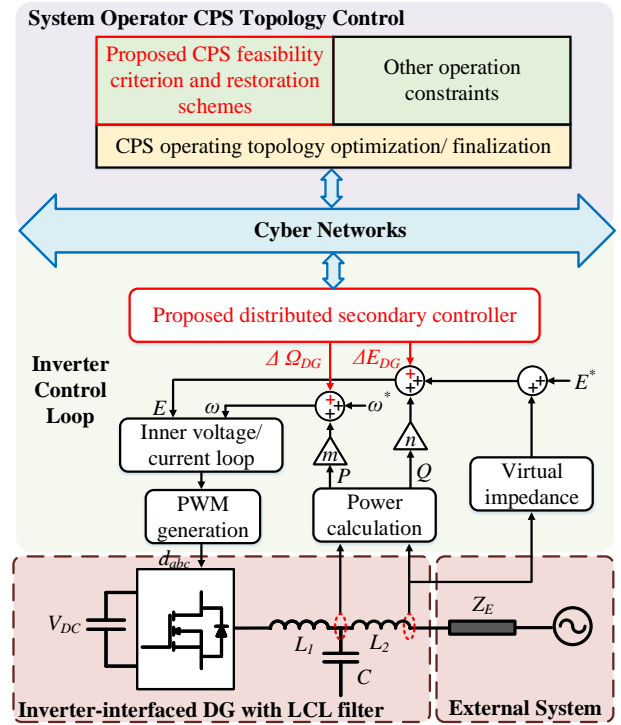 System Operator CPS Topology Control
Proposed CPS feasibility
criterion and restoration
schemes
Other operation
constraints
CPS operating topology optimization/ finalization
Cyber Networks
Proposed distributed secondary controller
Inverter
Control
Loop
Δ Ω_DG
ΔE_DG
+
+
+
+
+
+
+
+
E
ω
ω*
E*
Inner voltage/
current loop
m
n
P
Q
Virtual
impedance
PWM
generation
Power
calculation
d_abc
V_DC
L_1
L_2
Z_E
C
Inverter-interfaced DG with LCL filter
External System